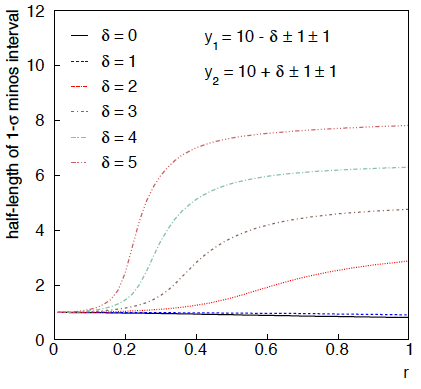 half-length of 1-σ minos interval
12
10
8
6
4
2
0
δ = 0
δ = 1
δ = 2
δ = 3
δ = 4
δ = 5
y₁ = 10 - δ ± 1 ± 1
y₂ = 10 + δ ± 1 ± 1
0 0.2 0.4 0.6 0.8 1
r